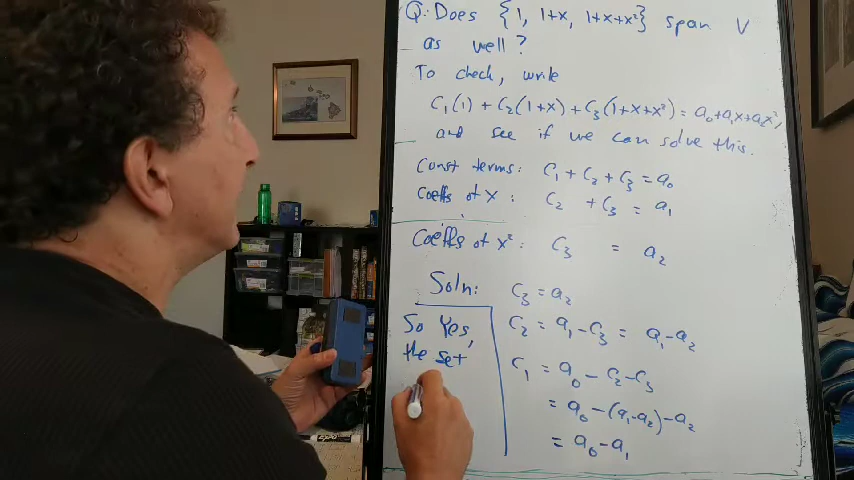 Q: Does {1, 1+x, 1+x+x²} span V
as well?
To check, write
C₁(1) + C₂(1+x) + C₃(1+x+x²) = a₀+a₁x+a₂x²,
and see if we can solve this.
Const terms: C₁ + C₂ + C₃ = a₀
Coeffs of X: C₂ + C₃ = a₁
Coeffs of x²: C₃ = a₂
Soln: C₃ = a₂
C₂ = a₁ - C₃ = a₁-a₂
C₁ = a₀ - C₂ - C₃
= a₀ - (a₁-a₂) - a₂
= a₀ - a₁
So Yes,
the set